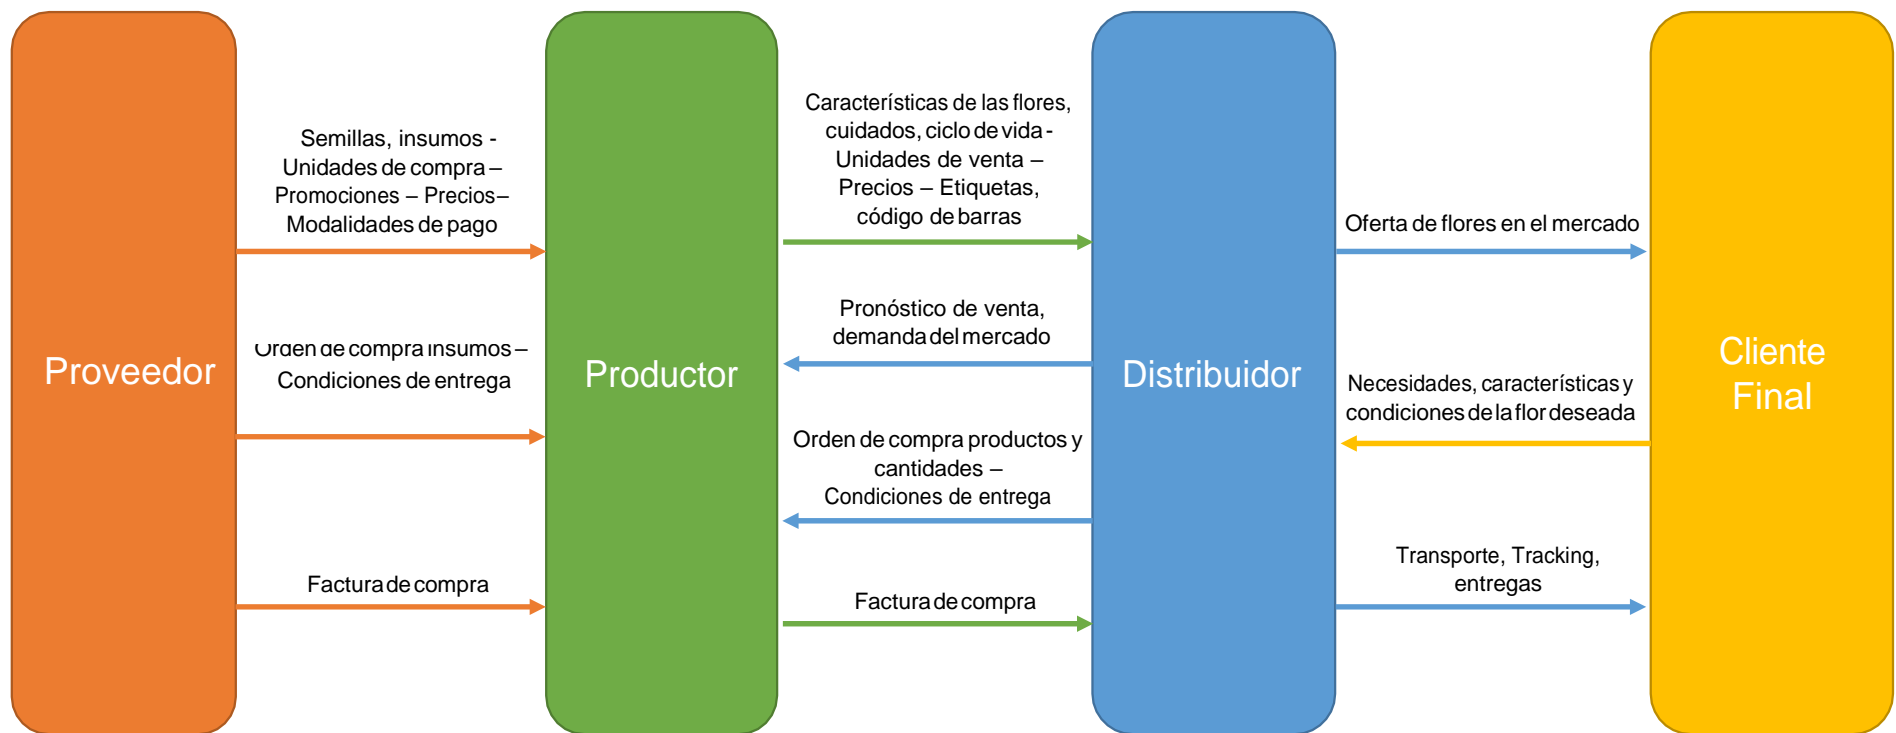 Proveedor
Semillas, insumos -
Unidades de compra –
Promociones – Precios–
Modalidades de pago
Orden de compra insumos –
Condiciones de entrega
Factura de compra
Productor
Características de las flores,
cuidados, ciclo de vida -
Unidades de venta –
Precios – Etiquetas,
código de barras
Pronóstico de venta,
demanda del mercado
Orden de compra productos y
cantidades –
Condiciones de entrega
Factura de compra
Distribuidor
Oferta de flores en el mercado
Necesidades, características y
condiciones de la flor deseada
Transporte, Tracking,
entregas
Cliente
Final